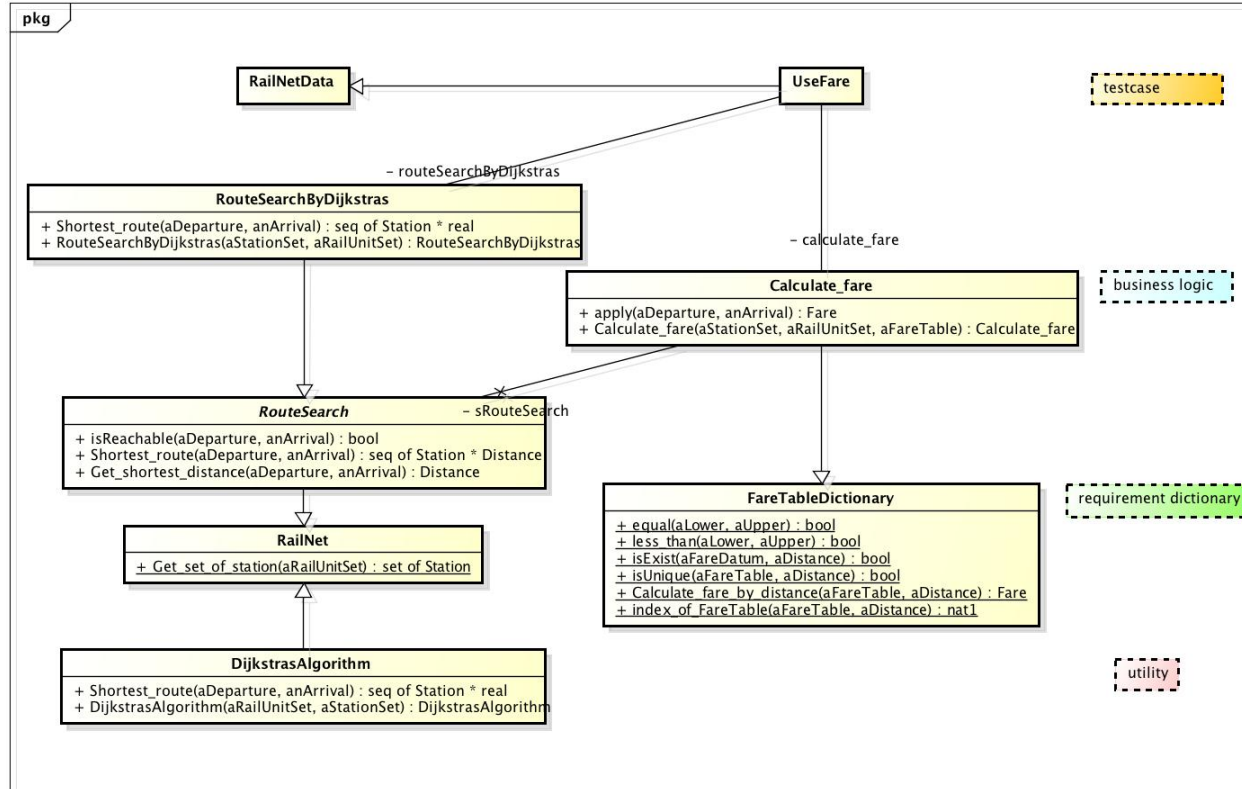 pkg
RailNetData
UseFare
testcase
- routeSearchByDijkstras
RouteSearchByDijkstras
+ Shortest_route(aDeparture, anArrival) : seq of Station * real
+ RouteSearchByDijkstras(aStationSet, aRailUnitSet) : RouteSearchByDijkstras
- calculate_fare
Calculate_fare
+ apply(aDeparture, anArrival) : Fare
+ Calculate_fare(aStationSet, aRailUnitSet, aFareTable) : Calculate_fare
business logic
RouteSearch
- sRouteSearch
+ isReachable(aDeparture, anArrival) : bool
+ Shortest_route(aDeparture, anArrival) : seq of Station * Distance
+ Get_shortest_distance(aDeparture, anArrival) : Distance
FareTableDictionary
+ equal(aLower, aUpper) : bool
+ less_than(aLower, aUpper) : bool
+ isExist(aFareDatum, aDistance) : bool
+ isUnique(aFareTable, aDistance) : bool
+ Calculate_fare_by_distance(aFareTable, aDistance) : Fare
+ index_of_FareTable(aFareTable, aDistance) : nat1
requirement dictionary
RailNet
+ Get_set_of_station(aRailUnitSet) : set of Station
DijkstrasAlgorithm
+ Shortest_route(aDeparture, anArrival) : seq of Station * real
+ DijkstrasAlgorithm(aRailUnitSet, aStationSet) : DijkstrasAlgorithm
utility